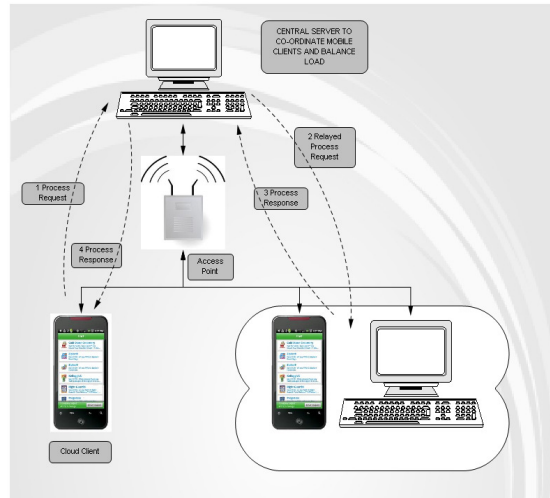 CENTRAL SERVER TO
CO-ORDINATE MOBILE
CLIENTS AND BALANCE
LOAD
2 Relayed
Process
Request
1 Process
Request
3 Process
Response
4 Process
Response
Access
Point
Cloud Client